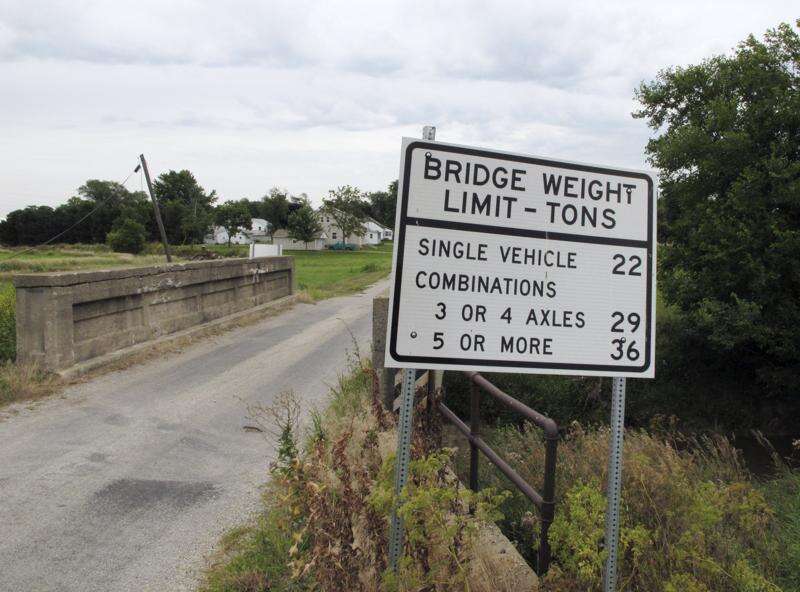 BRIDGE WEIGHT
LIMIT - TONS
SINGLE VEHICLE 22
COMBINATIONS
3 OR 4 AXLES 29
5 OR MORE 36